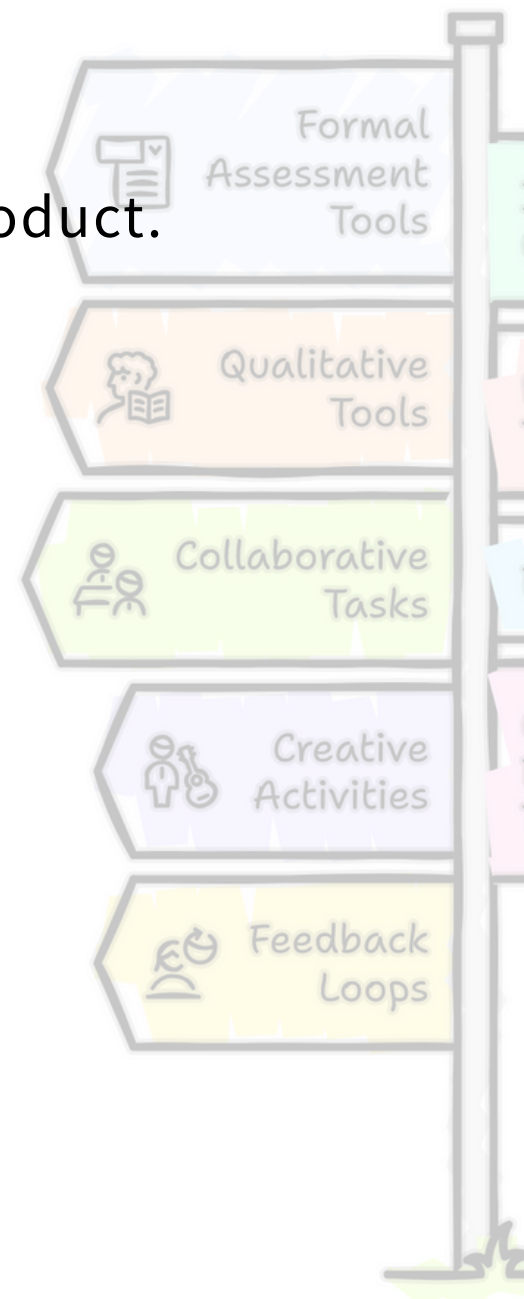 Formal
Assessment
Tools
oduct.
Qualitative
Tools
Collaborative
Tasks
Creative
Activities
Feedback
Loops